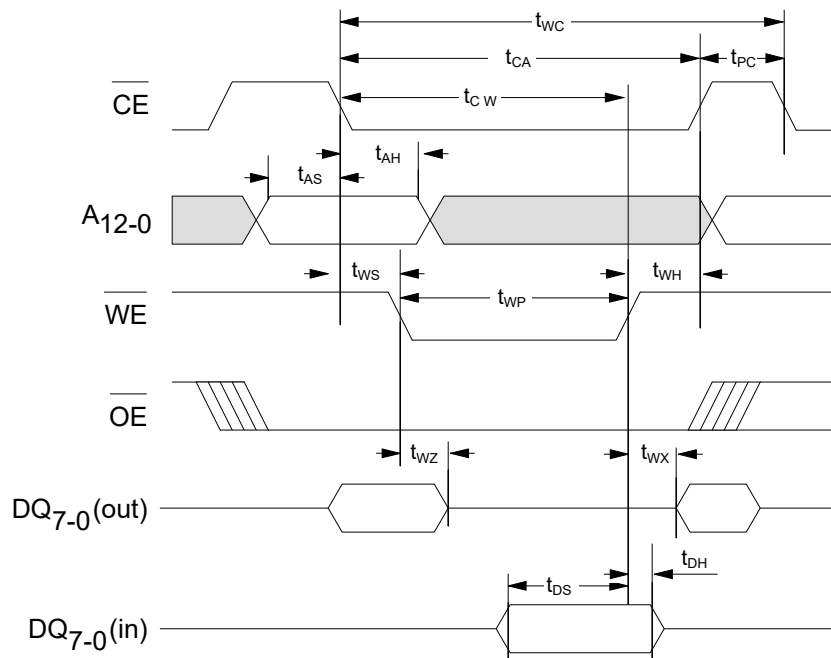 tWC
tCA
tPC
CE
tC W
tAH
tAS
A12-0
tWS
tWH
WE
tWP
OE
tWZ
tWX
DQ7-0(out)
tDH
tDS
DQ7-0(in)